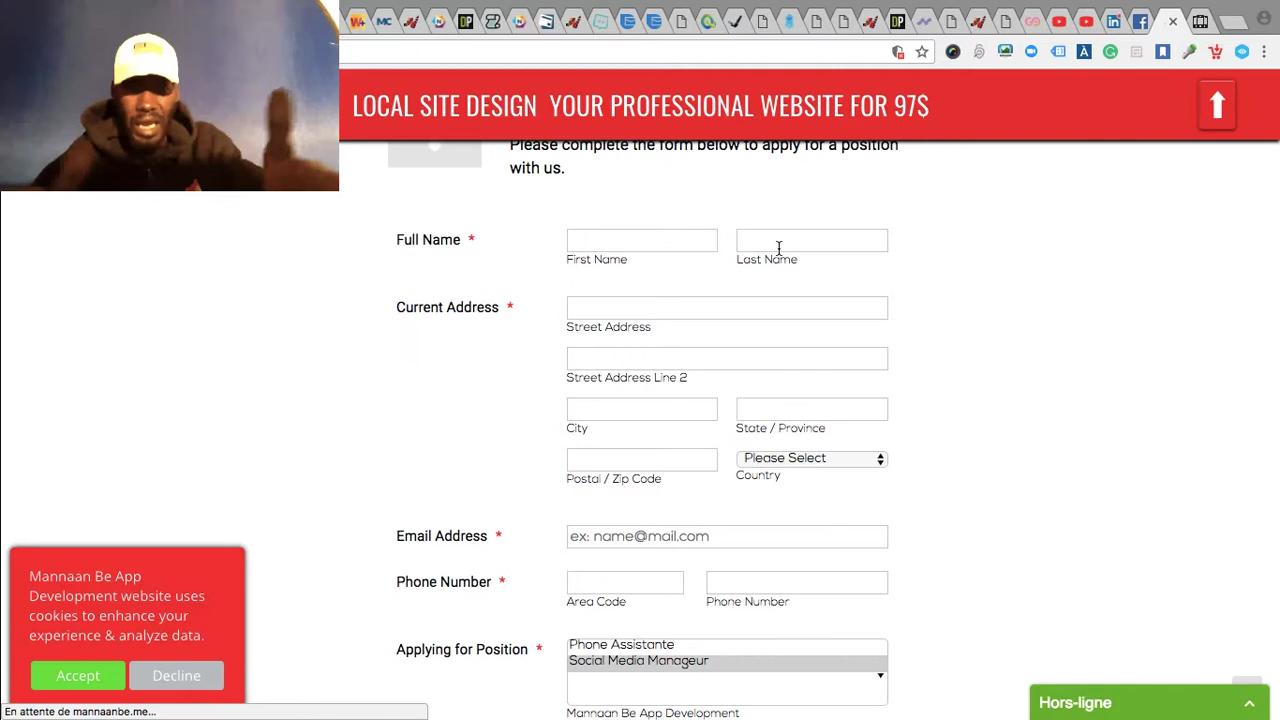 LOCAL SITE DESIGN YOUR PROFESSIONAL WEBSITE FOR 97$
Please complete the form below to apply for a position
with us.
Full Name *
First Name
Last Name
Current Address *
Street Address
Street Address Line 2
City
State / Province
Postal / Zip Code
Please Select
Country
Email Address *
ex: name@mail.com
Phone Number *
Area Code
Phone Number
Applying for Position *
Phone Assistante
Social Media Manageur
Mannaan Be App Development
Mannaan Be App
Development website uses
cookies to enhance your
experience & analyze data.
Accept
Decline
En attente de mannaanbe.me...
Hors-ligne